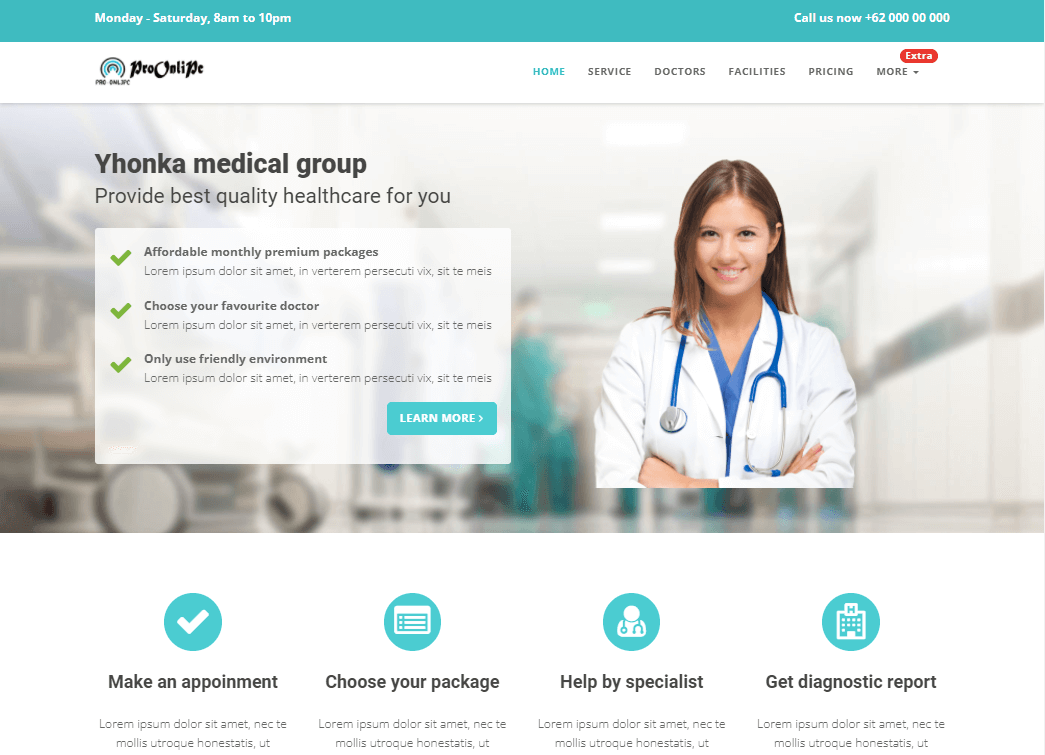 Monday - Saturday, 8am to 10pm
Call us now +62 000 00 000
ProOnliPc
PRO ONLIPC
Extra
HOME SERVICE DOCTORS FACILITIES PRICING MORE
Yhonka medical group
Provide best quality healthcare for you
Affordable monthly premium packages
Lorem ipsum dolor sit amet, in verterem persecuti vix, sit te meis
Choose your favourite doctor
Lorem ipsum dolor sit amet, in verterem persecuti vix, sit te meis
Only use friendly environment
Lorem ipsum dolor sit amet, in verterem persecuti vix, sit te meis
LEARN MORE ›
Make an appoinment
Lorem ipsum dolor sit amet, nec te
mollis utroque honestatis, ut
Choose your package
Lorem ipsum dolor sit amet, nec te
mollis utroque honestatis, ut
Help by specialist
Lorem ipsum dolor sit amet, nec te
mollis utroque honestatis, ut
H
Get diagnostic report
Lorem ipsum dolor sit amet, nec te
mollis utroque honestatis, ut